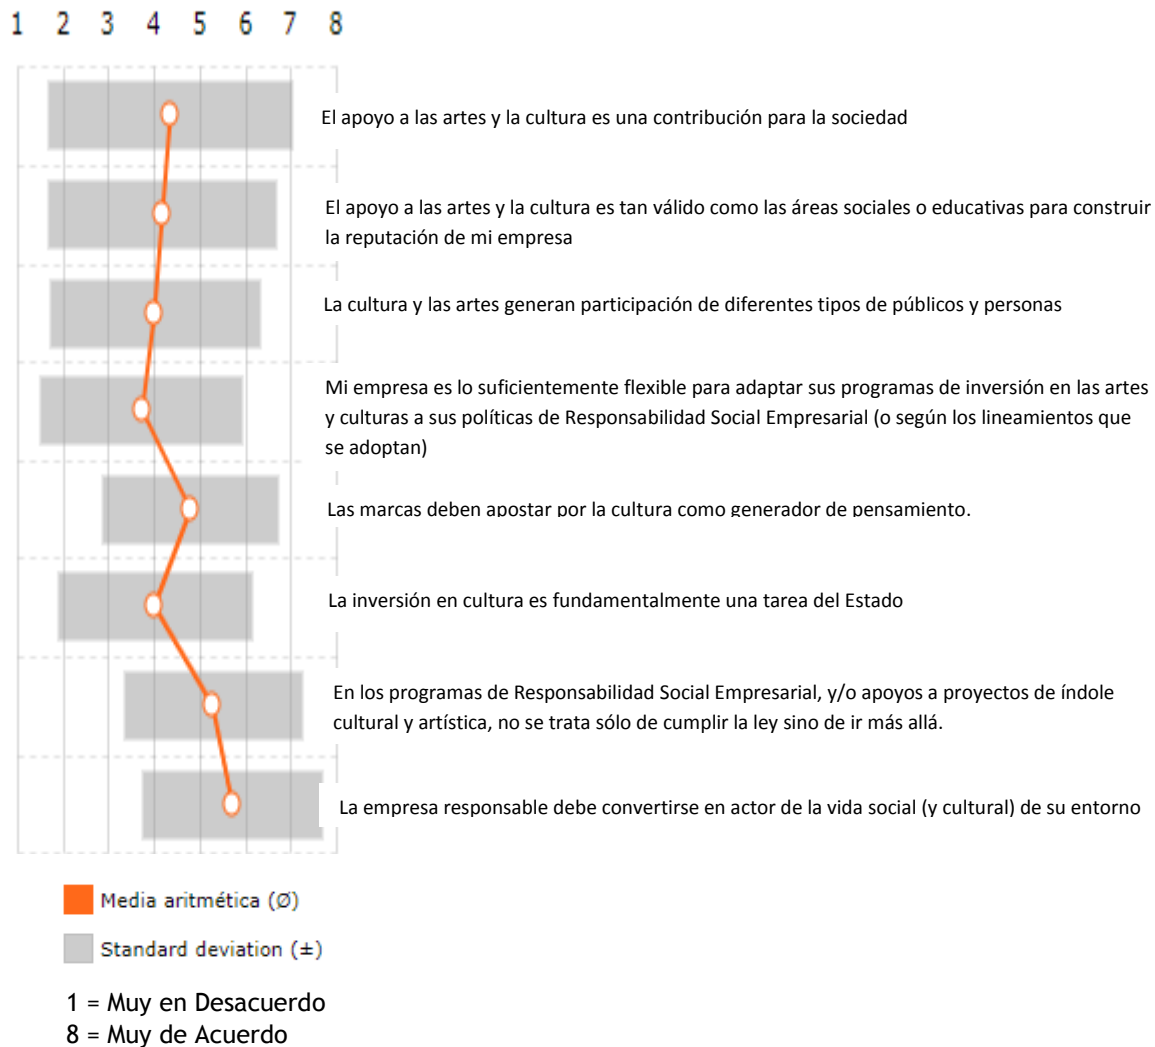 1 2 3 4 5 6 7 8
El apoyo a las artes y la cultura es una contribución para la sociedad
El apoyo a las artes y la cultura es tan válido como las áreas sociales o educativas para construir
la reputación de mi empresa
La cultura y las artes generan participación de diferentes tipos de públicos y personas
Mi empresa es lo suficientemente flexible para adaptar sus programas de inversión en las artes
y culturas a sus políticas de Responsabilidad Social Empresarial (o según los lineamientos que
se adoptan)
Las marcas deben apostar por la cultura como generador de pensamiento.
La inversión en cultura es fundamentalmente una tarea del Estado
En los programas de Responsabilidad Social Empresarial, y/o apoyos a proyectos de índole
cultural y artística, no se trata sólo de cumplir la ley sino de ir más allá.
La empresa responsable debe convertirse en actor de la vida social (y cultural) de su entorno
Media aritmética (Ø)
Standard deviation (±)
1 = Muy en Desacuerdo
8 = Muy de Acuerdo